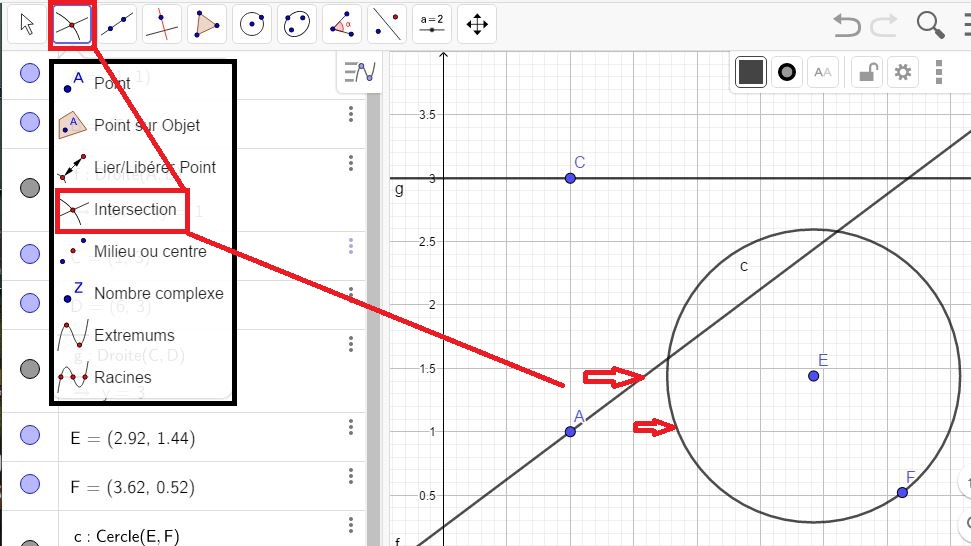 a=2
Point
Point sur Objet
Lier/Libérer Point
Intersection
Milieu ou centre
Nombre complexe
Extremums
Racines
g : Droite(C, D)
E = (2.92, 1.44)
F = (3.62, 0.52)
c : Cercle(E, F)
AA
3.5
3
2.5
2
1.5
1
0.5
g
C
c
E
A
F
f